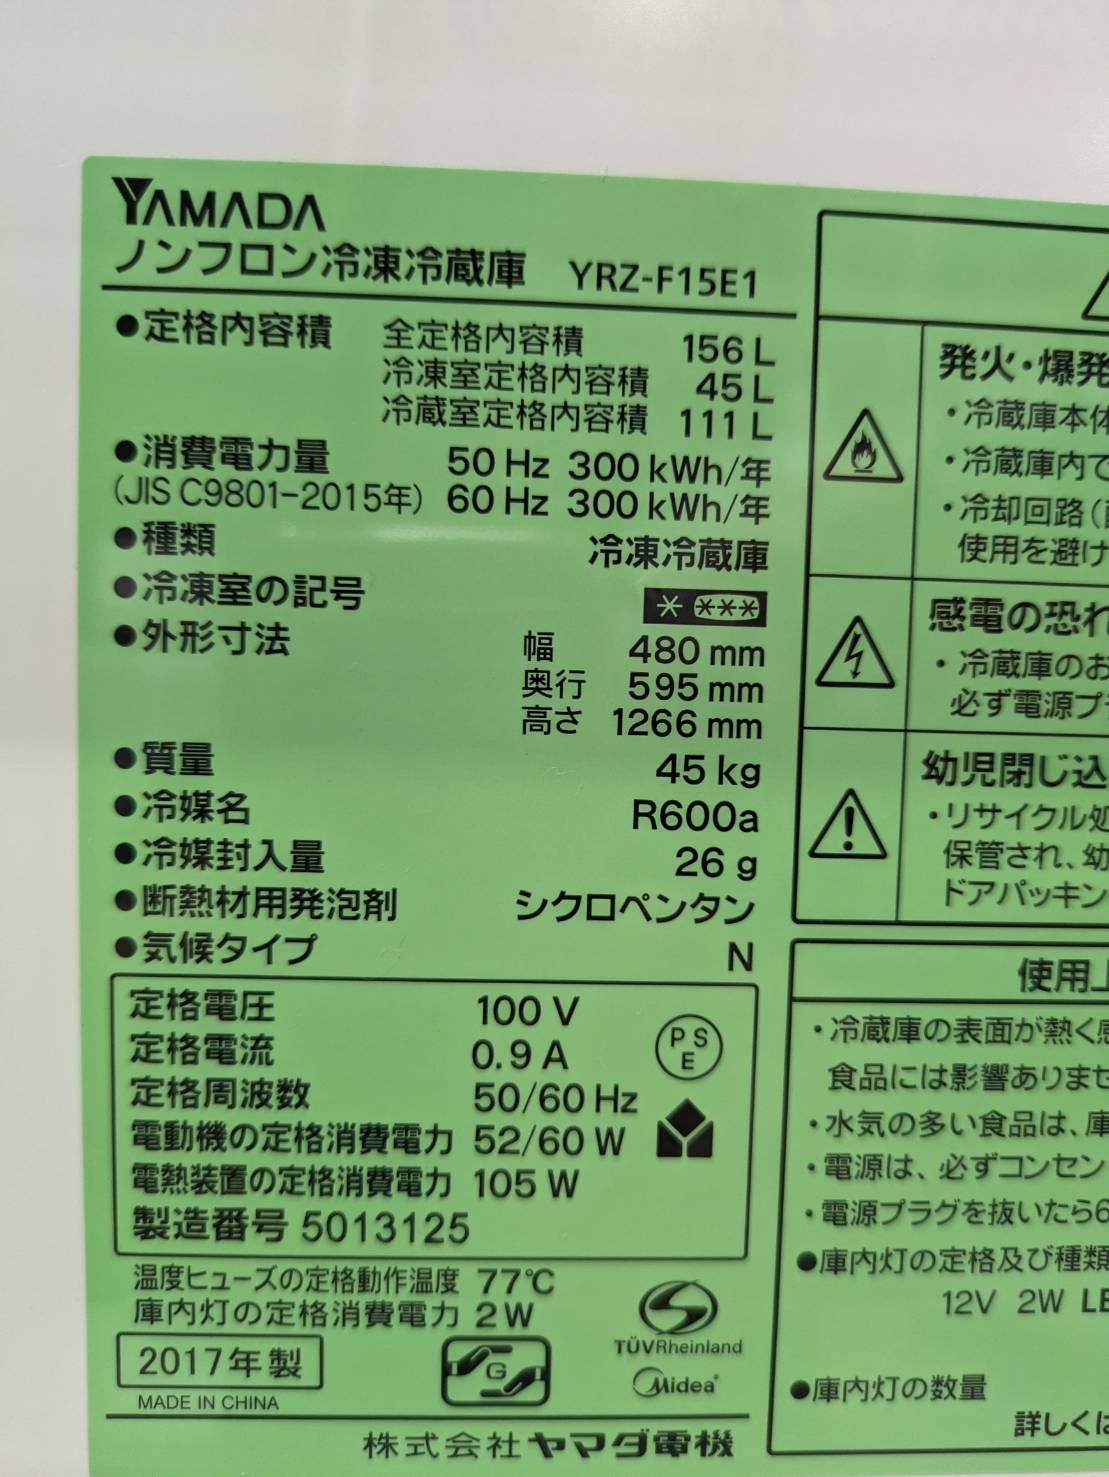 YAMADA
ノンフロン冷凍冷蔵庫 YRZ-F15E1
●定格内容積 全定格内容積 156 L
冷凍室定格内容積 45 L
冷蔵室定格内容積 111 L
●消費電力量 50 Hz 300 kWh/年
(JIS C9801-2015年) 60 Hz 300 kWh/年
●種類 冷凍冷蔵庫
●冷凍室の記号 * ***
●外形寸法 幅 480 mm
奥行 595 mm
高さ 1266 mm
●質量 45 kg
●冷媒名 R600a
●冷媒封入量 26 g
●断熱材用発泡剤 シクロペンタン
●気候タイプ N
定格電圧 100 V
定格電流 0.9 A
定格周波数 50/60 Hz
電動機の定格消費電力 52/60 W
電熱装置の定格消費電力 105 W
製造番号 5013125
PSE
温度ヒューズの定格動作温度 77℃
庫内灯の定格消費電力 2W
2017年製
MADE IN CHINA
G
TÜVRheinland
Midea
株式会社ヤマダ電機
発火・爆発
・冷蔵庫本体
・冷蔵庫内で
・冷却回路(
使用を避け
感電の恐れ
・冷蔵庫のお
必ず電源プラ
幼児閉じ込
・リサイクル処
保管され、幼
ドアパッキン
使用上
・冷蔵庫の表面が熱く感
食品には影響ありませ
・水気の多い食品は、庫
・電源は、必ずコンセン
・電源プラグを抜いたら6
●庫内灯の定格及び種類
12V 2W LE
●庫内灯の数量
詳しくは